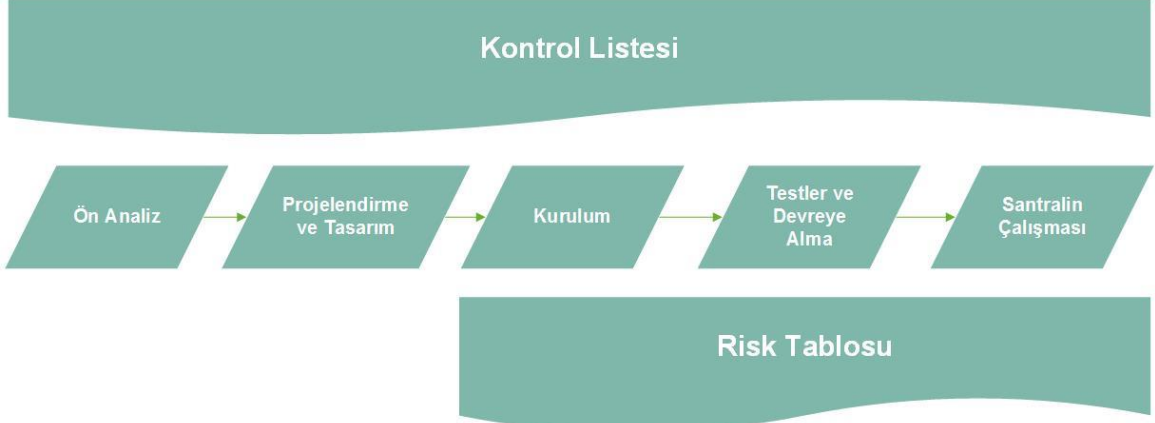 Kontrol Listesi
Ön Analiz
Projelendirme
ve Tasarım
Kurulum
Testler ve
Devreye
Alma
Santralin
Çalışması
Risk Tablosu